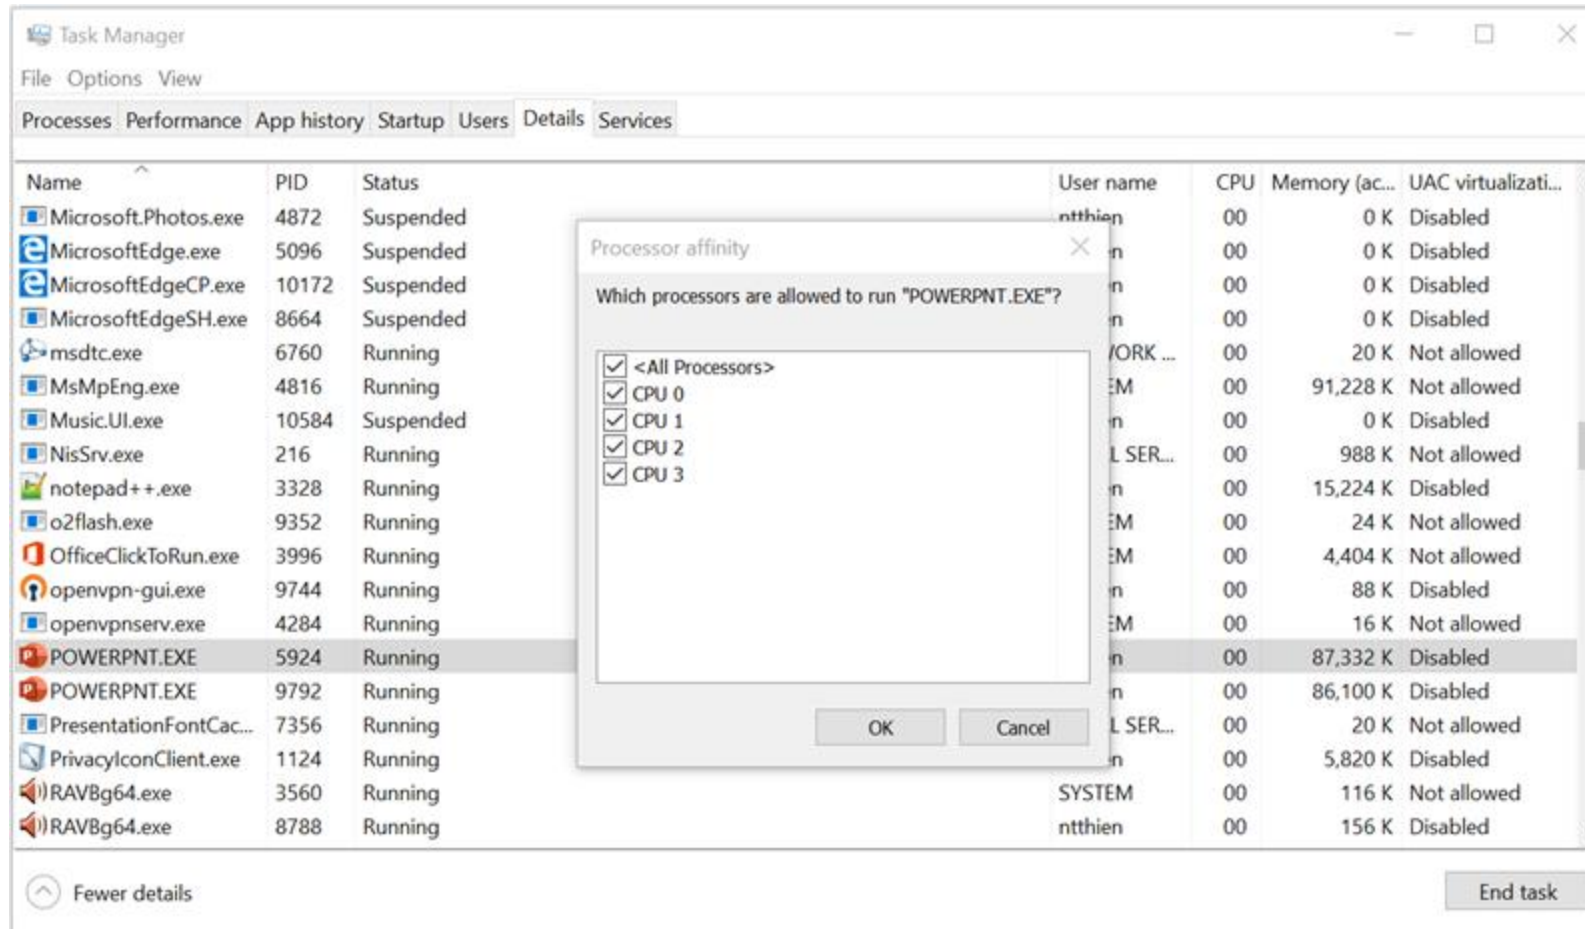 Task Manager
File Options View
Processes Performance App history Startup Users Details Services
Name PID Status User name CPU Memory (ac... UAC virtualizati...
Microsoft.Photos.exe 4872 Suspended ntthien 00 0 K Disabled
MicrosoftEdge.exe 5096 Suspended n 00 0 K Disabled
MicrosoftEdgeCP.exe 10172 Suspended n 00 0 K Disabled
MicrosoftEdgeSH.exe 8664 Suspended n 00 0 K Disabled
msdtc.exe 6760 Running /ORK ... 00 20 K Not allowed
MsMpEng.exe 4816 Running EM 00 91,228 K Not allowed
Music.UI.exe 10584 Suspended n 00 0 K Disabled
NisSrv.exe 216 Running L SER... 00 988 K Not allowed
notepad++.exe 3328 Running n 00 15,224 K Disabled
o2flash.exe 9352 Running EM 00 24 K Not allowed
OfficeClickToRun.exe 3996 Running EM 00 4,404 K Not allowed
openvpn-gui.exe 9744 Running n 00 88 K Disabled
openvpnserv.exe 4284 Running EM 00 16 K Not allowed
POWERPNT.EXE 5924 Running n 00 87,332 K Disabled
POWERPNT.EXE 9792 Running n 00 86,100 K Disabled
PresentationFontCac... 7356 Running L SER... 00 20 K Not allowed
PrivacyIconClient.exe 1124 Running n 00 5,820 K Disabled
RAVBg64.exe 3560 Running SYSTEM 00 116 K Not allowed
RAVBg64.exe 8788 Running ntthien 00 156 K Disabled
Processor affinity
Which processors are allowed to run "POWERPNT.EXE"?
<All Processors>
CPU 0
CPU 1
CPU 2
CPU 3
OK Cancel
Fewer details End task